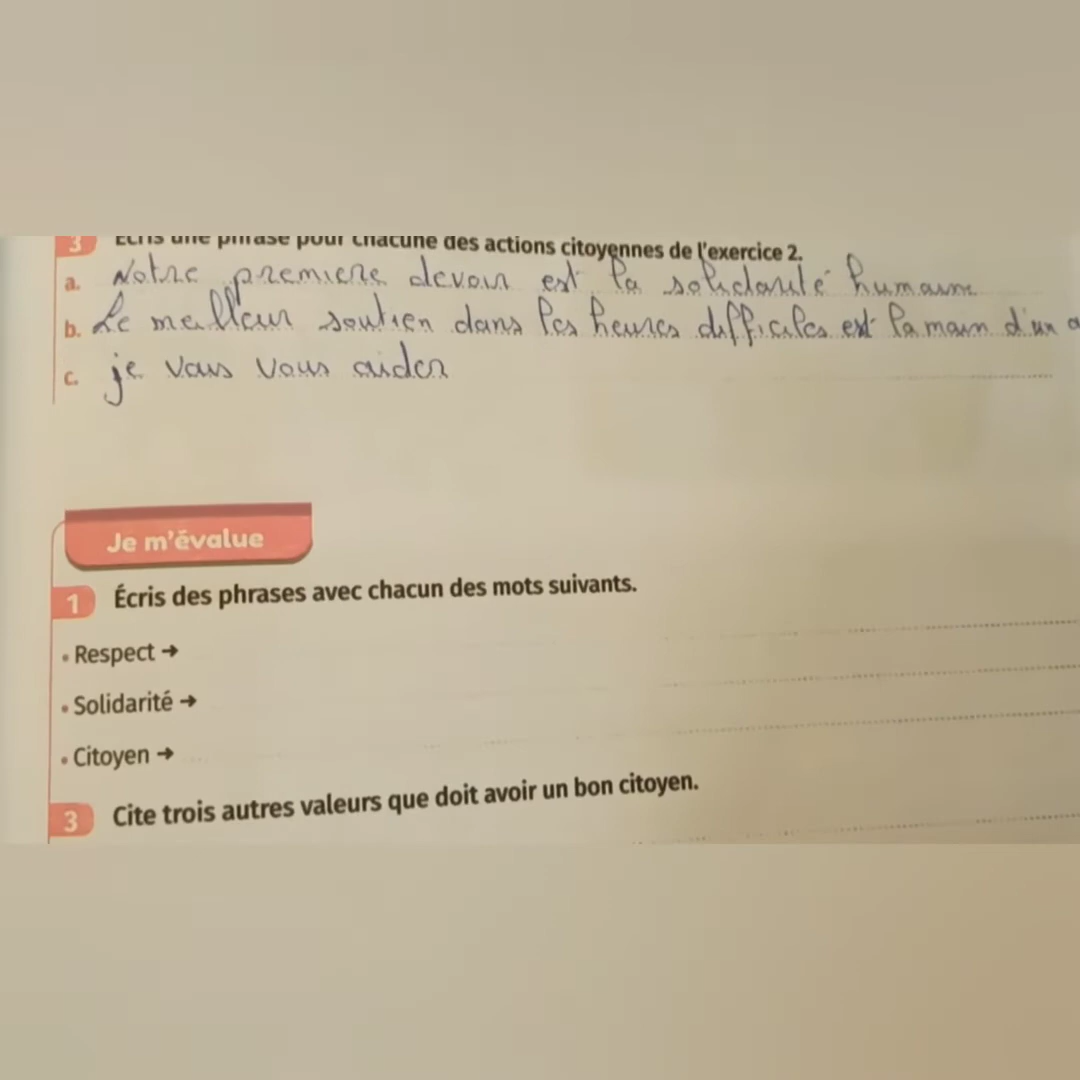 3 Écris une phrase pour chacune des actions citoyennes de l'exercice 2.
a. Notre premiere devoir est la solidarité humaine
b. Le meilleur soutien dans les heures difficiles est la main d'un a
c. je vais vous aider
Je m'évalue
1 Écris des phrases avec chacun des mots suivants.
• Respect →
• Solidarité →
• Citoyen →
3 Cite trois autres valeurs que doit avoir un bon citoyen.